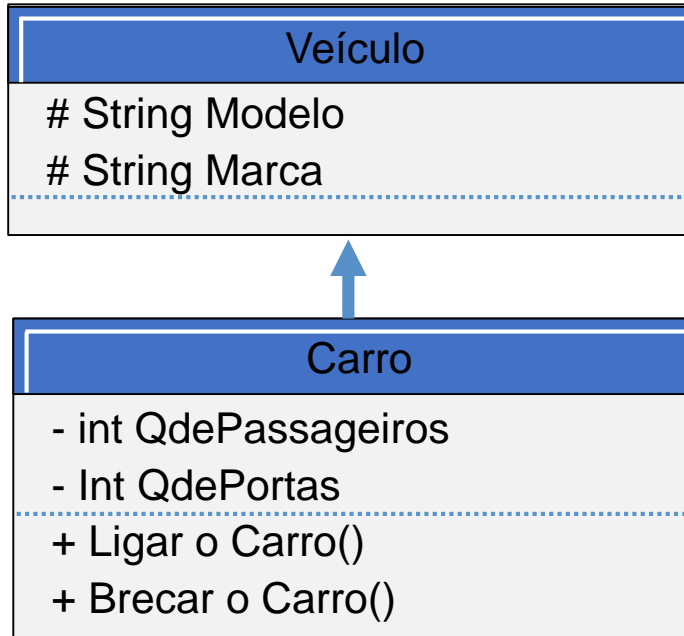 Veículo
# String Modelo
# String Marca
Carro
- int QdePassageiros
- Int QdePortas
+ Ligar o Carro()
+ Brecar o Carro()